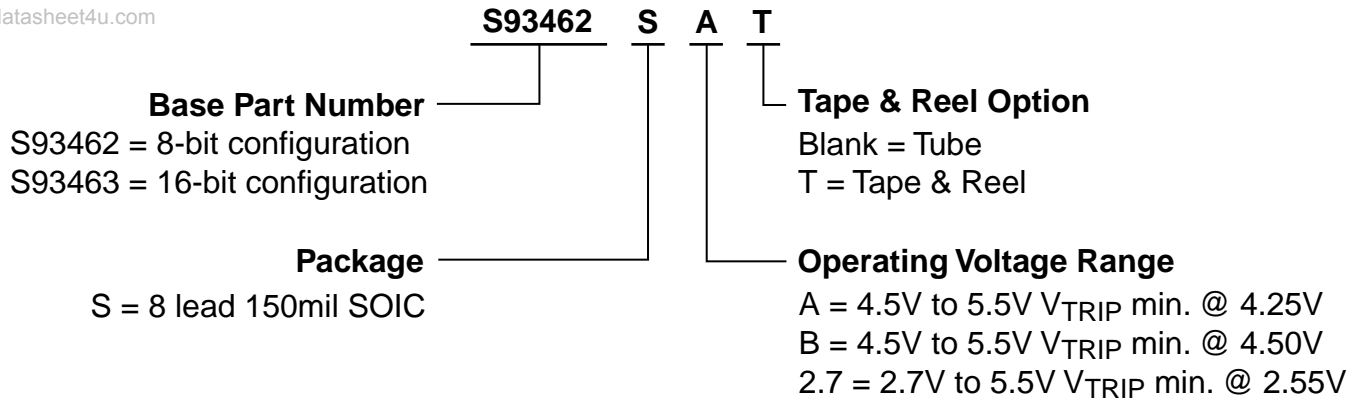 datasheet4u.com
S93462 S A T
Base Part Number
S93462 = 8-bit configuration
S93463 = 16-bit configuration
Tape & Reel Option
Blank = Tube
T = Tape & Reel
Package
S = 8 lead 150mil SOIC
Operating Voltage Range
A = 4.5V to 5.5V VTRIP min. @ 4.25V
B = 4.5V to 5.5V VTRIP min. @ 4.50V
2.7 = 2.7V to 5.5V VTRIP min. @ 2.55V